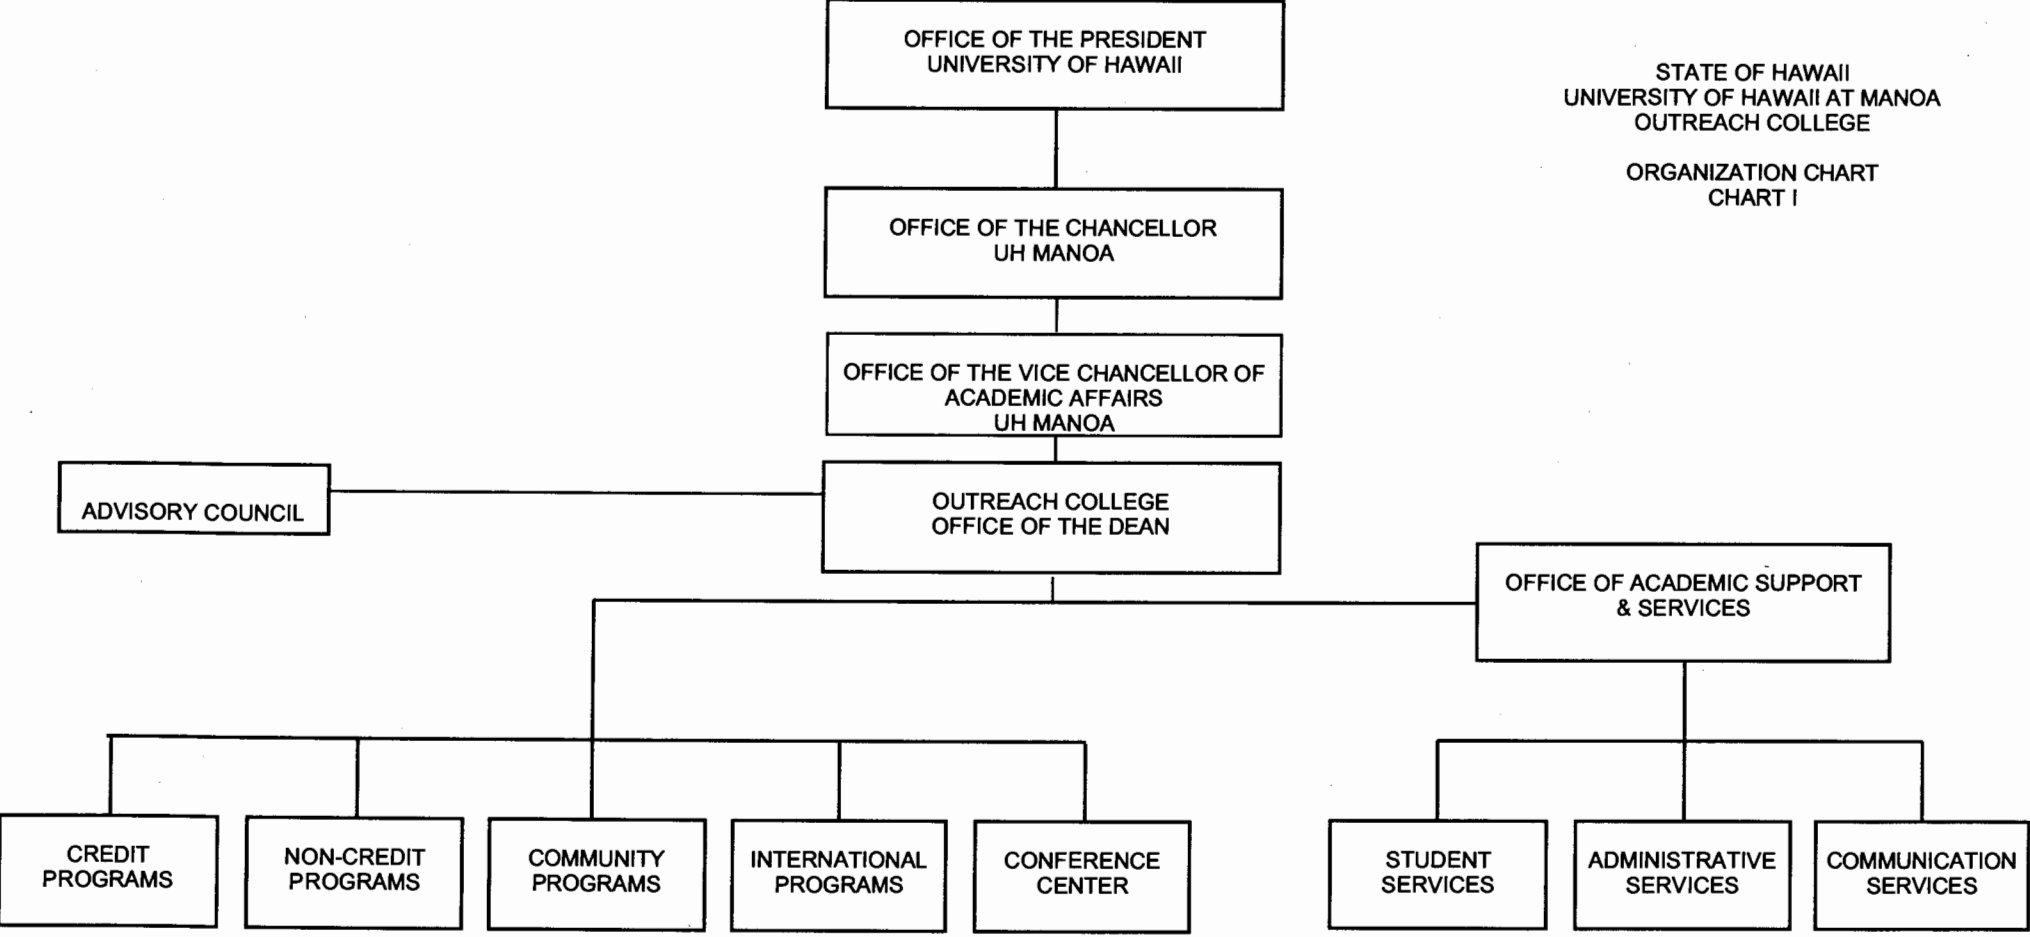 OFFICE OF THE PRESIDENT
UNIVERSITY OF HAWAII
STATE OF HAWAII
UNIVERSITY OF HAWAII AT MANOA
OUTREACH COLLEGE
ORGANIZATION CHART
CHART I
OFFICE OF THE CHANCELLOR
UH MANOA
OFFICE OF THE VICE CHANCELLOR OF
ACADEMIC AFFAIRS
UH MANOA
ADVISORY COUNCIL
OUTREACH COLLEGE
OFFICE OF THE DEAN
OFFICE OF ACADEMIC SUPPORT
& SERVICES
CREDIT
PROGRAMS
NON-CREDIT
PROGRAMS
COMMUNITY
PROGRAMS
INTERNATIONAL
PROGRAMS
CONFERENCE
CENTER
STUDENT
SERVICES
ADMINISTRATIVE
SERVICES
COMMUNICATION
SERVICES